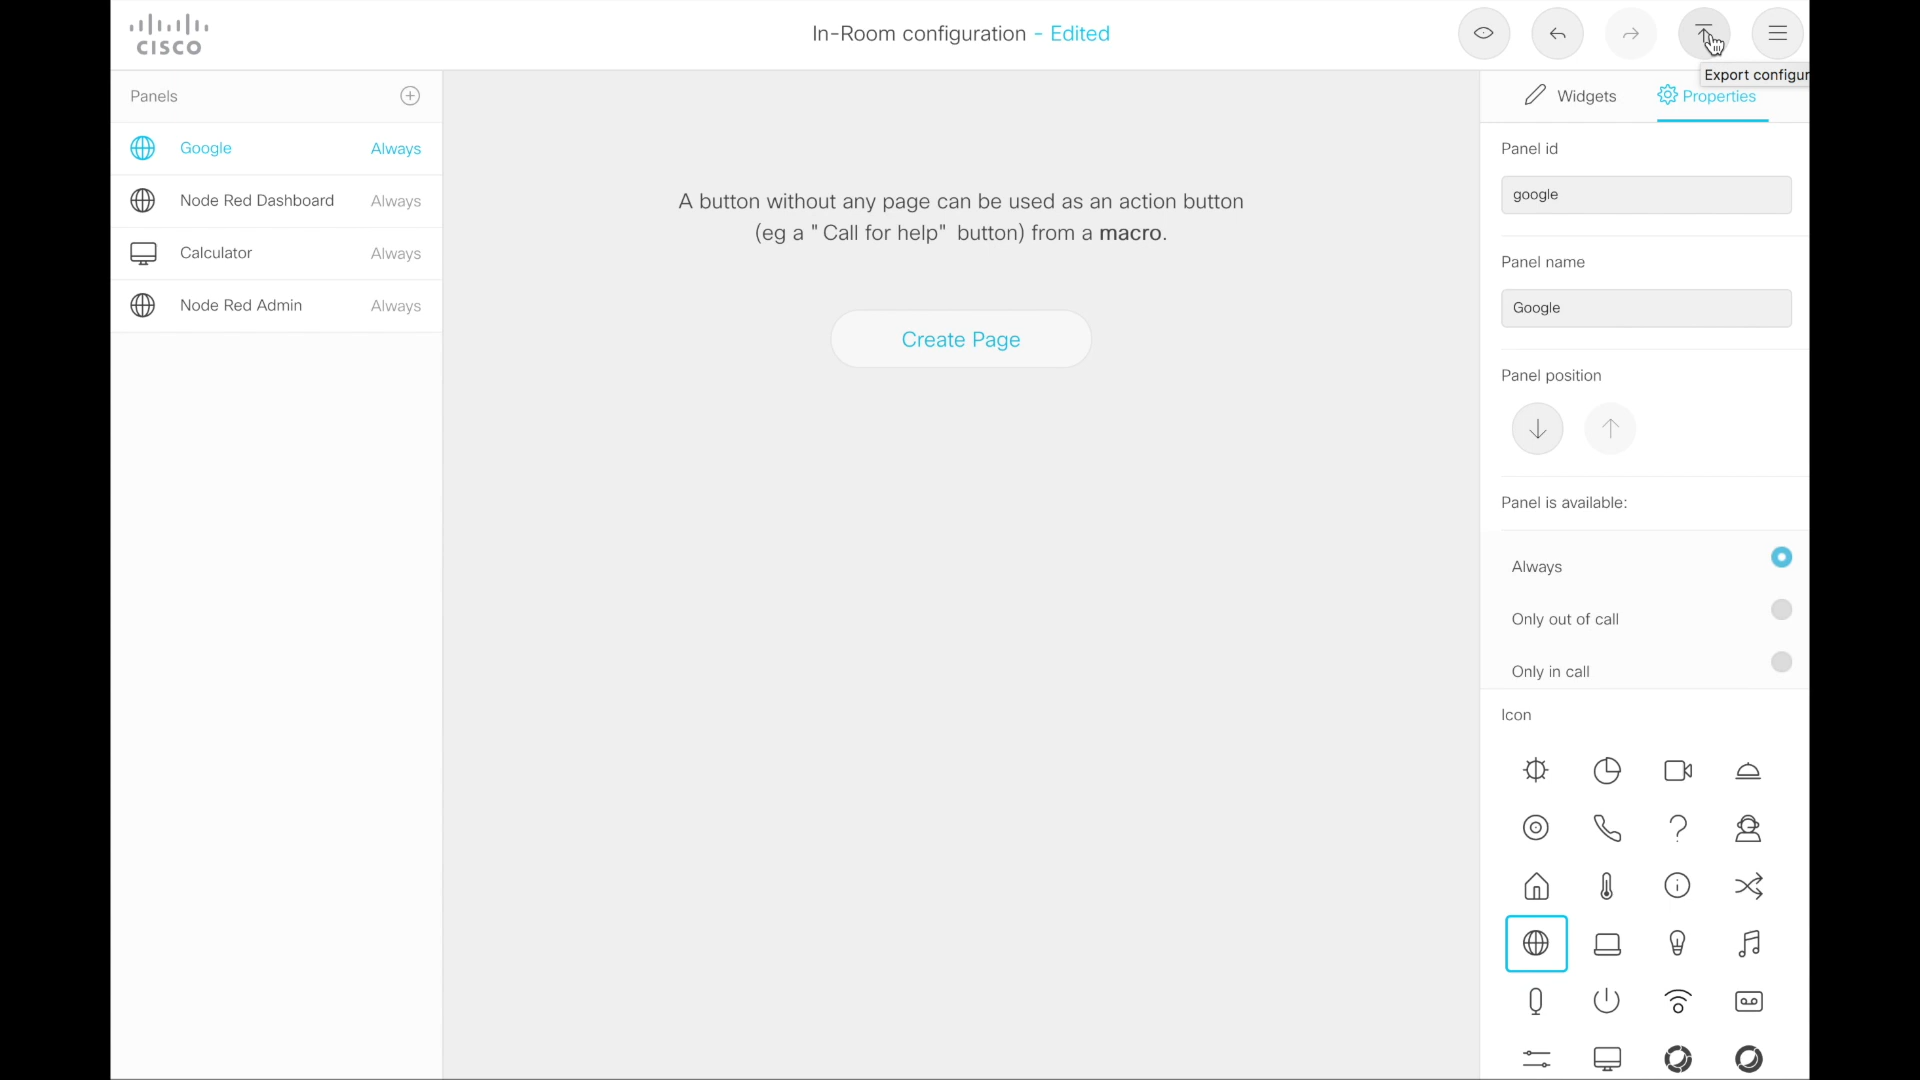 CISCO
In-Room configuration - Edited
Export configur
Panels
Google Always
Node Red Dashboard Always
Calculator Always
Node Red Admin Always
A button without any page can be used as an action button
(eg a "Call for help" button) from a macro.
Create Page
Widgets Properties
Panel id
google
Panel name
Google
Panel position
Panel is available:
Always
Only out of call
Only in call
Icon